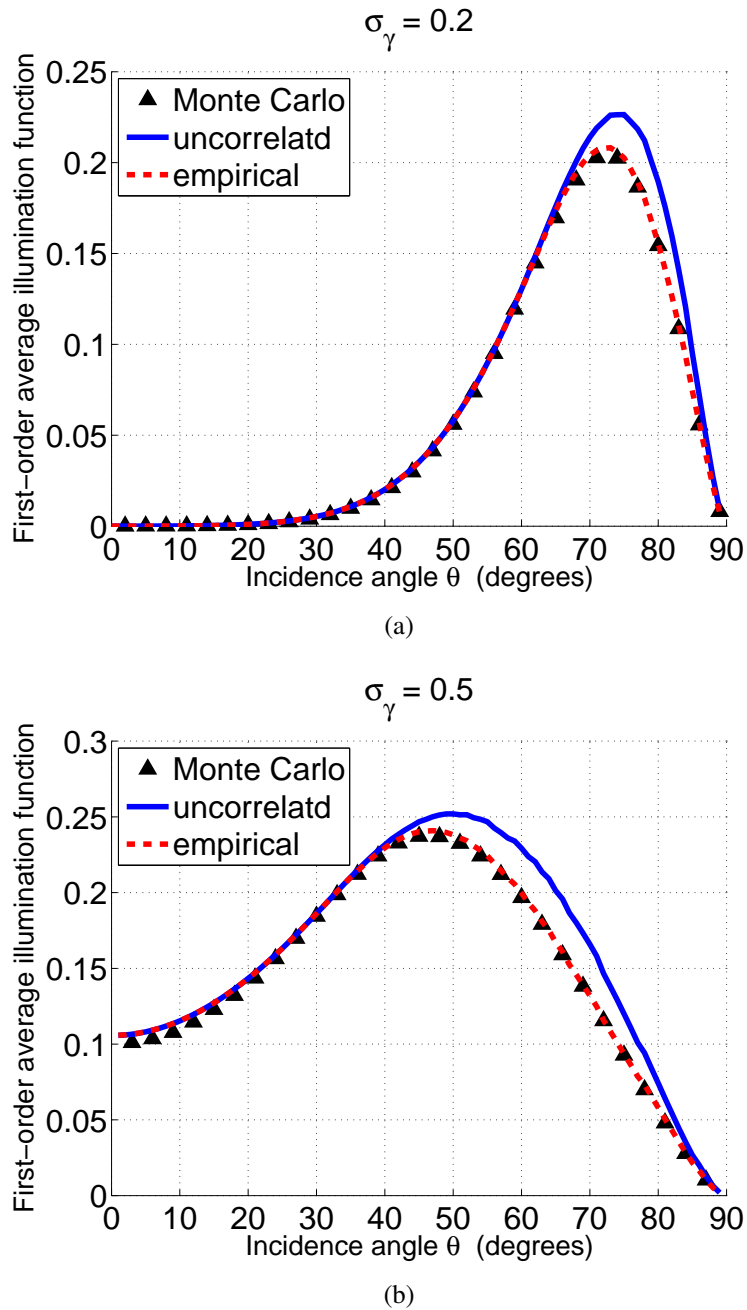 σγ = 0.2
0.25
0.2
0.15
0.1
0.05
0
First−order average illumination function
Monte Carlo
uncorrelatd
empirical
0 10 20 30 40 50 60 70 80 90
Incidence angle θ (degrees)
(a)
σγ = 0.5
0.3
0.25
0.2
0.15
0.1
0.05
0
First−order average illumination function
Monte Carlo
uncorrelatd
empirical
0 10 20 30 40 50 60 70 80 90
Incidence angle θ (degrees)
(b)